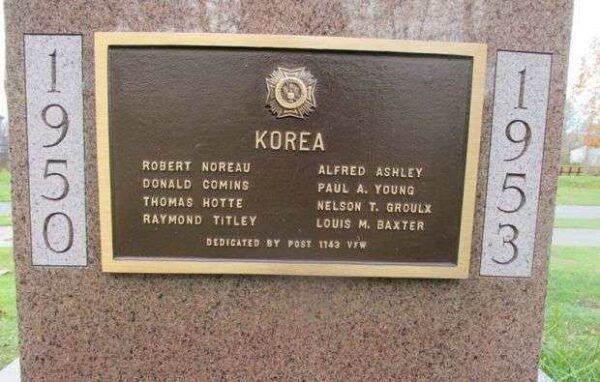 1950
KOREA
ROBERT NOREAU
DONALD COMINS
THOMAS HOTTE
RAYMOND TITLEY
ALFRED ASHLEY
PAUL A. YOUNG
NELSON T. GROULX
LOUIS M. BAXTER
DEDICATED BY POST 1143 VFW
1953